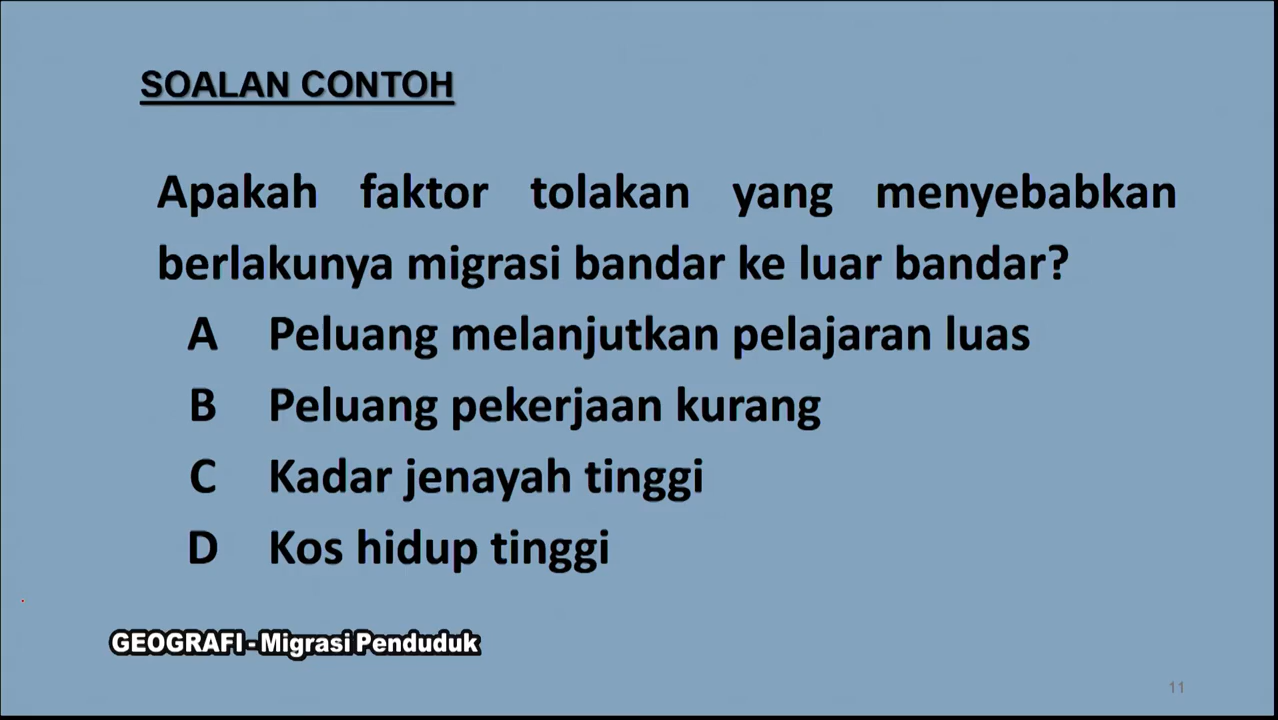 SOALAN CONTOH
Apakah faktor tolakan yang menyebabkan
berlakunya migrasi bandar ke luar bandar?
A Peluang melanjutkan pelajaran luas
B Peluang pekerjaan kurang
C Kadar jenayah tinggi
D Kos hidup tinggi
GEOGRAFI - Migrasi Penduduk
11